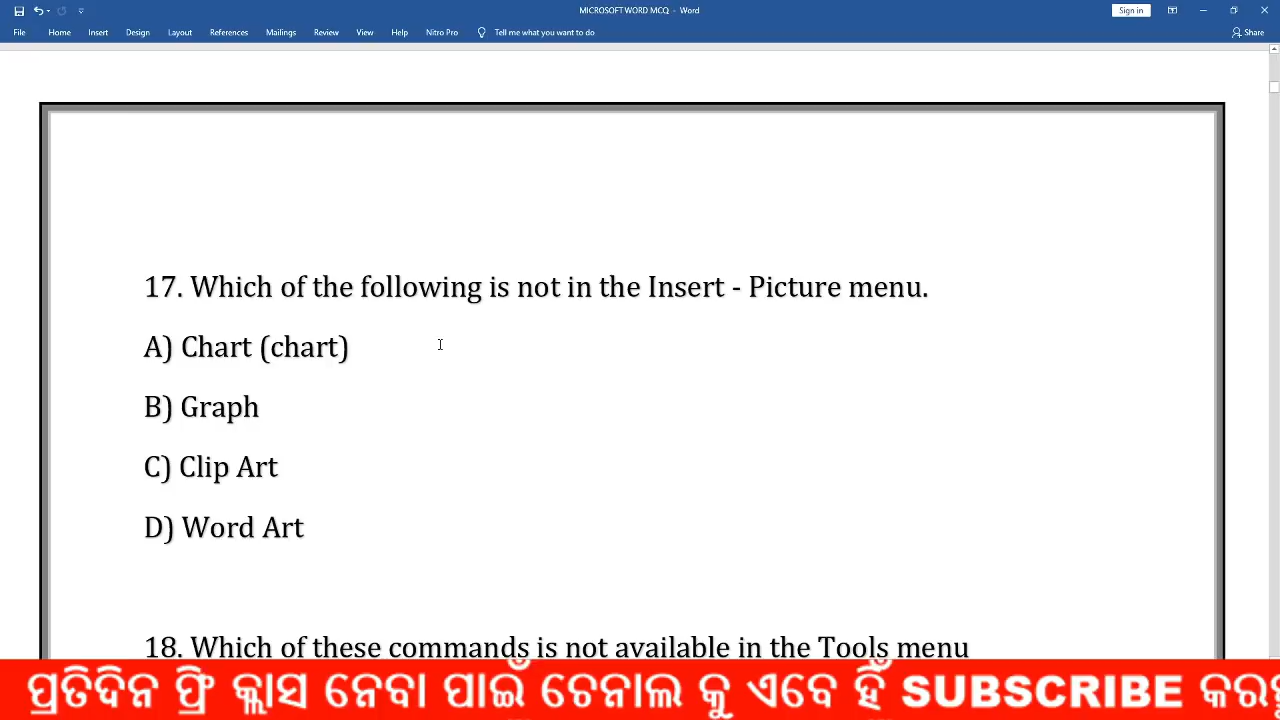 MICROSOFT WORD MCQ - Word
Sign in
File Home Insert Design Layout References Mailings Review View Help Nitro Pro Tell me what you want to do Share
17. Which of the following is not in the Insert - Picture menu.
A) Chart (chart)
B) Graph
C) Clip Art
D) Word Art
18. Which of these commands is not available in the Tools menu
ପ୍ରତିଦିନ ଫ୍ରି କ୍ଲାସ ନେବା ପାଇଁ ଚେନାଲ କୁ ଏବେ ହିଁ SUBSCRIBE